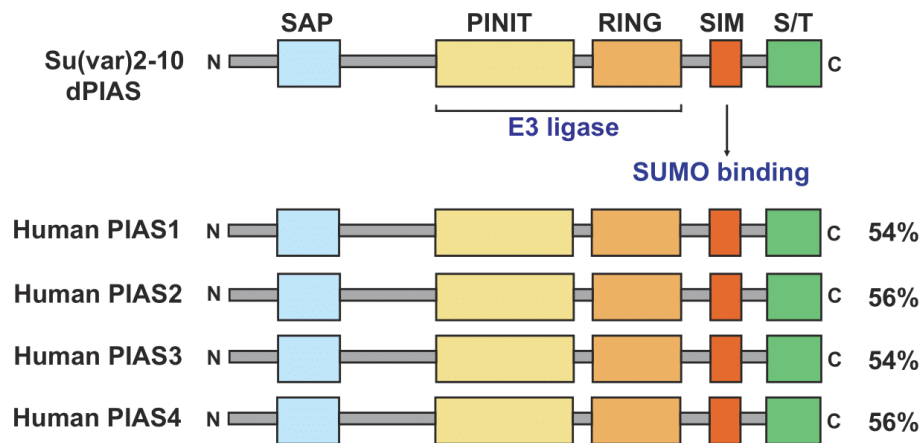 SAP PINIT RING SIM S/T
Su(var)2-10 N C
dPIAS
E3 ligase
SUMO binding
Human PIAS1 N C 54%
Human PIAS2 N C 56%
Human PIAS3 N C 54%
Human PIAS4 N C 56%